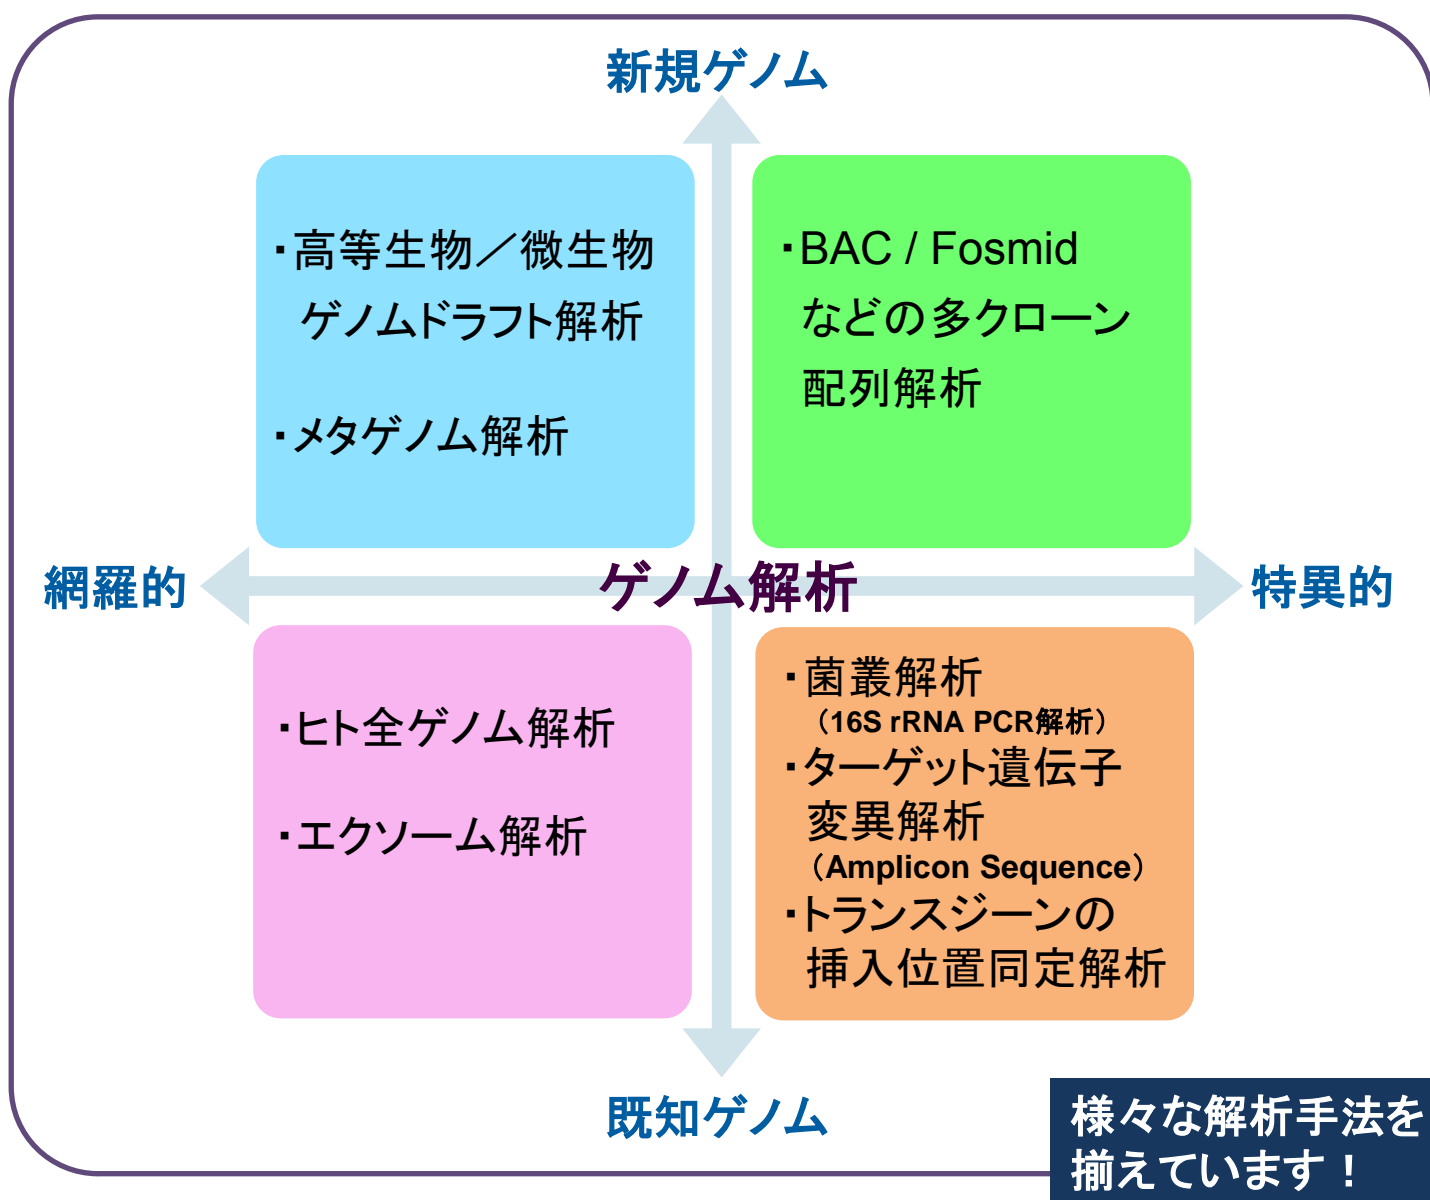 新規ゲノム
・高等生物／微生物
ゲノムドラフト解析
・メタゲノム解析
・BAC / Fosmid
などの多クローン
配列解析
網羅的
ゲノム解析
特異的
・ヒト全ゲノム解析
・エクソーム解析
・菌叢解析
（16S rRNA PCR解析）
・ターゲット遺伝子
変異解析
（Amplicon Sequence）
・トランスジーンの
挿入位置同定解析
既知ゲノム
様々な解析手法を
揃えています！